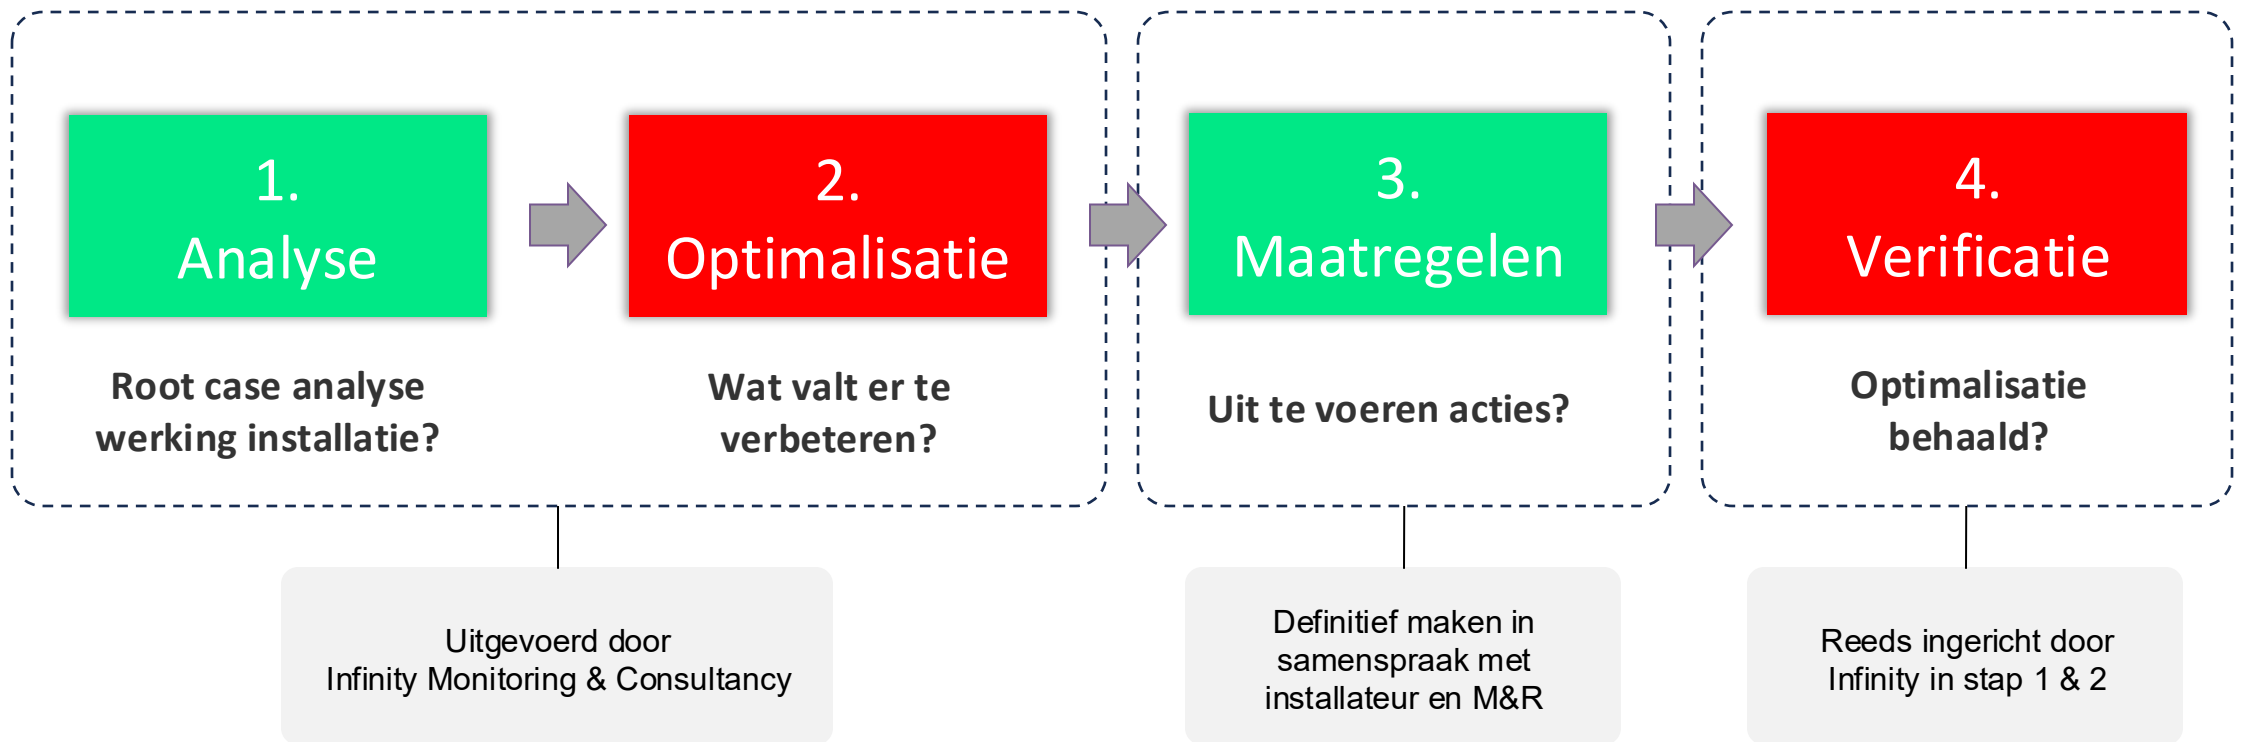 1.
Analyse
2.
Optimalisatie
3.
Maatregelen
4.
Verificatie
Root case analyse
werking installatie?
Wat valt er te
verbeteren?
Uit te voeren acties?
Optimalisatie
behaald?
Uitgevoerd door
Infinity Monitoring & Consultancy
Definitief maken in
samenspraak met
installateur en M&R
Reeds ingericht door
Infinity in stap 1 & 2